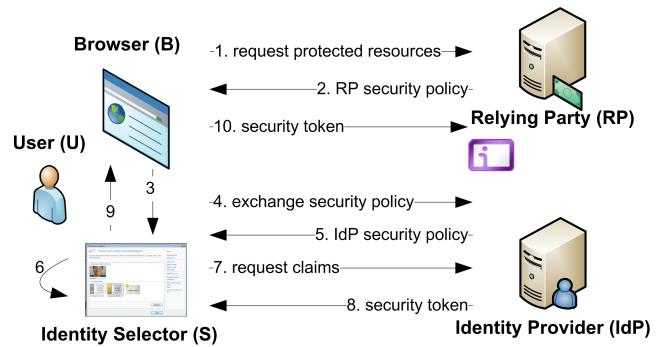 Browser (B)
1. request protected resources
2. RP security policy
10. security token
Relying Party (RP)
User (U)
3
9
4. exchange security policy
5. IdP security policy
6
7. request claims
8. security token
Identity Selector (S)
Identity Provider (IdP)